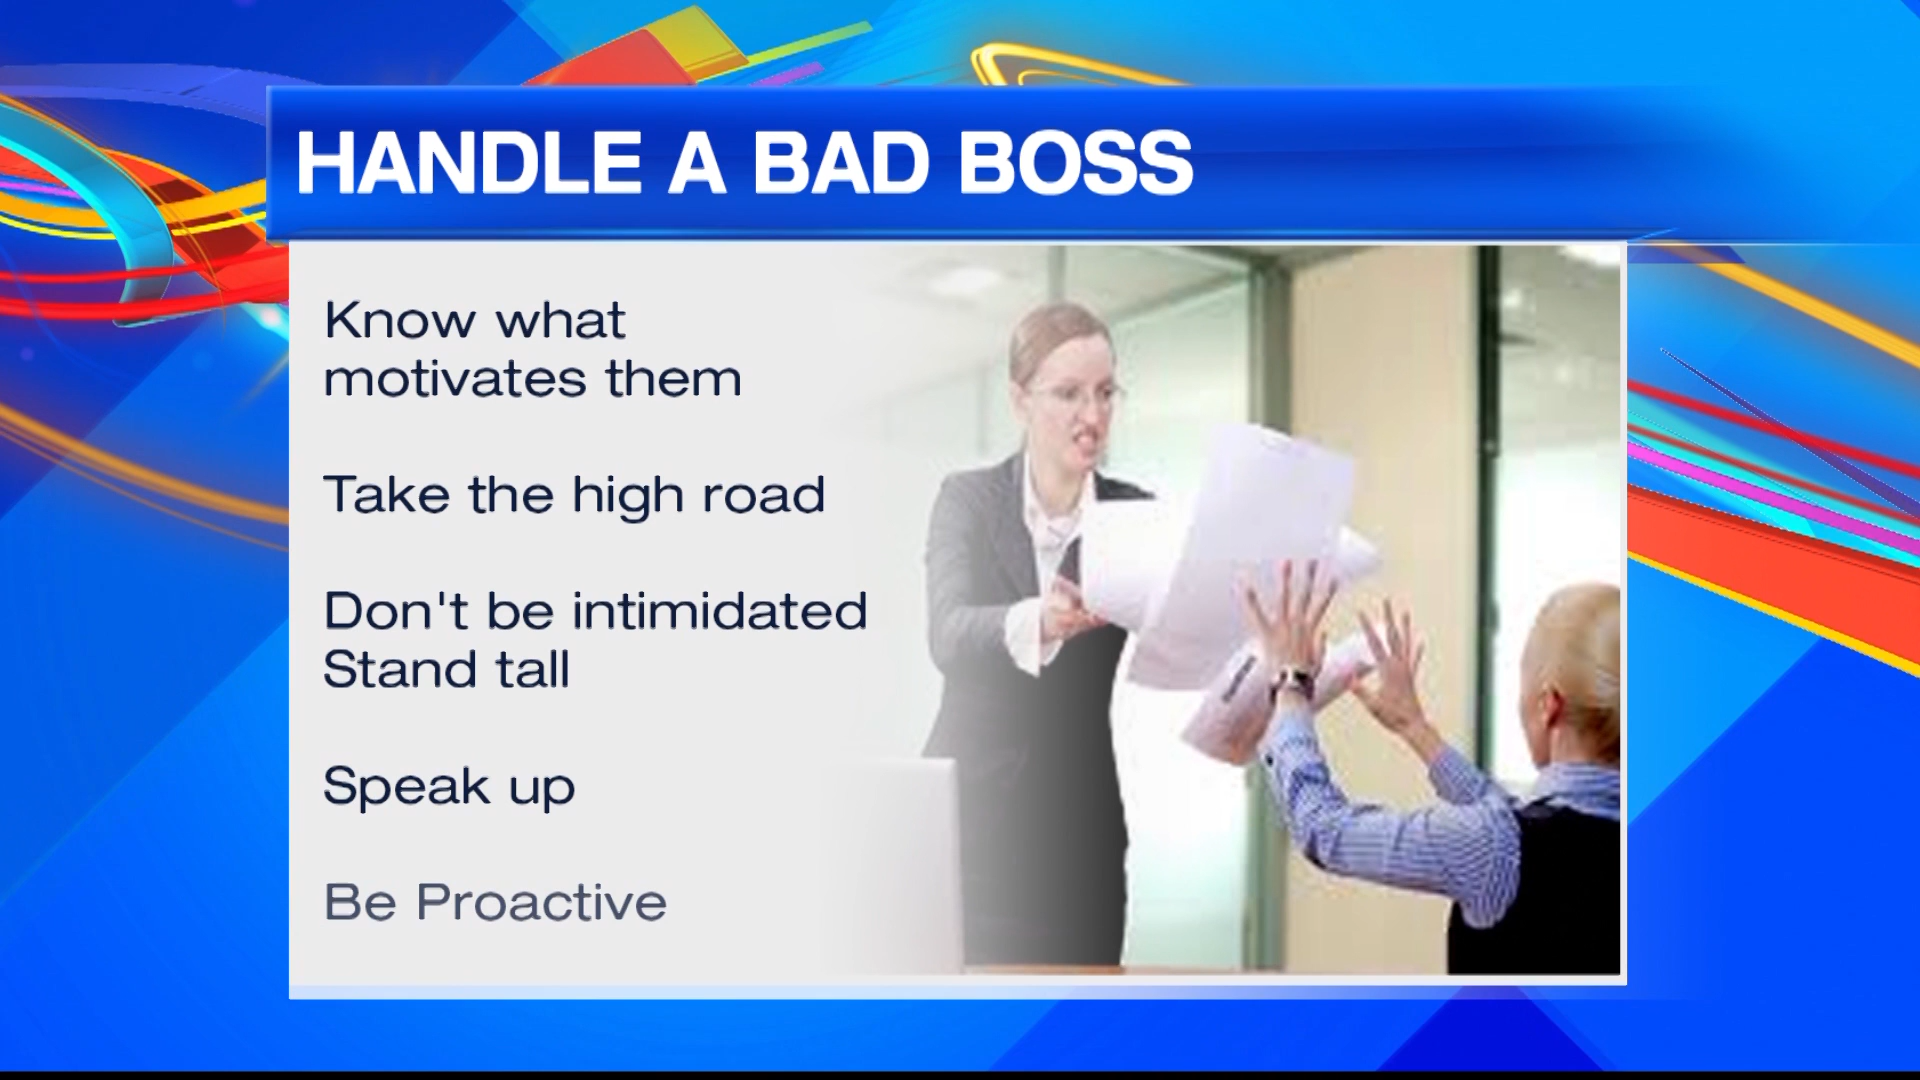 HANDLE A BAD BOSS
Know what
motivates them
Take the high road
Don't be intimidated
Stand tall
Speak up
Be Proactive